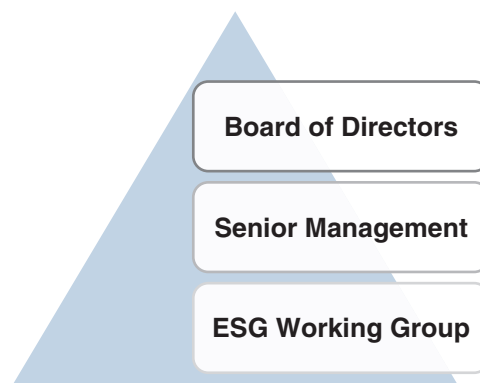 Board of Directors
Senior Management
ESG Working Group